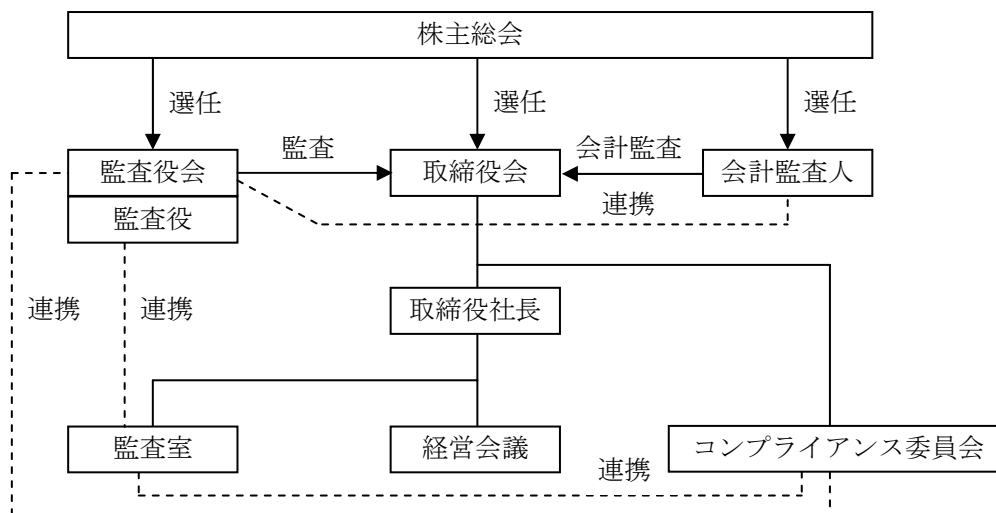 株主総会
選任
選任
選任
監査役会
監査
取締役会
会計監査
会計監査人
監査役
連携
連携
連携
取締役社長
監査室
経営会議
コンプライアンス委員会
連携